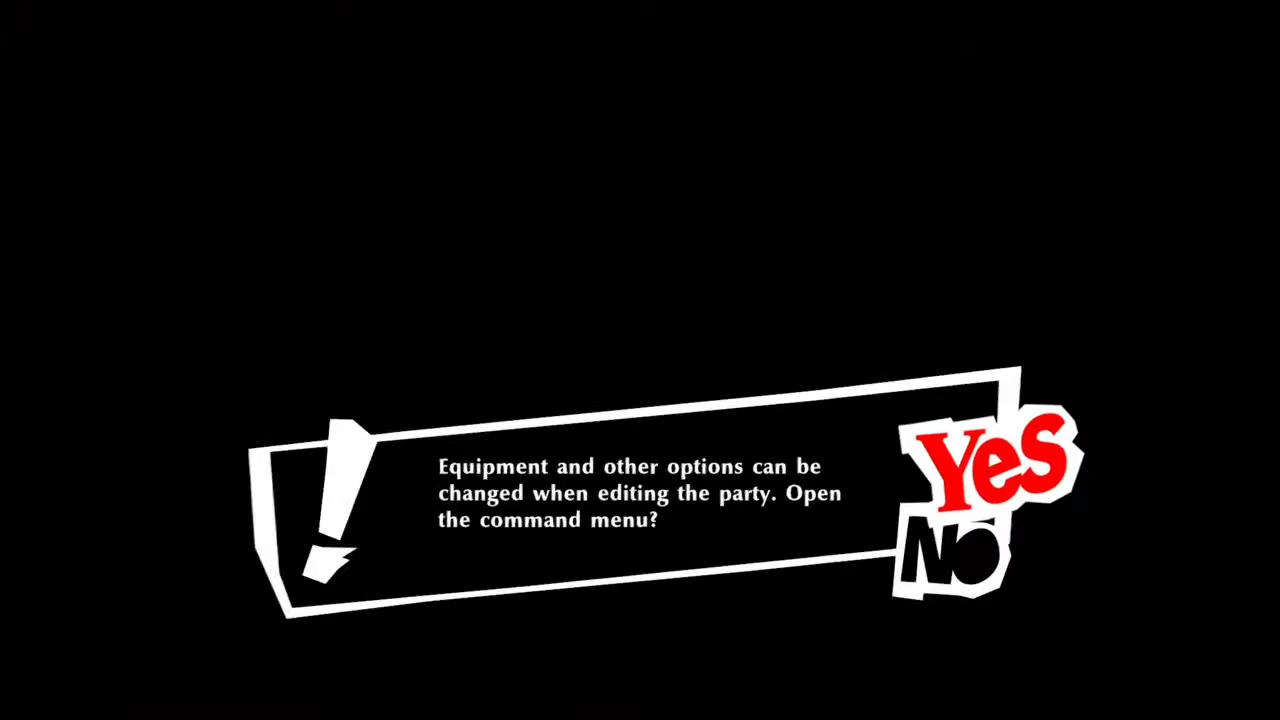 Equipment and other options can be
changed when editing the party. Open
the command menu?
Yes
NO